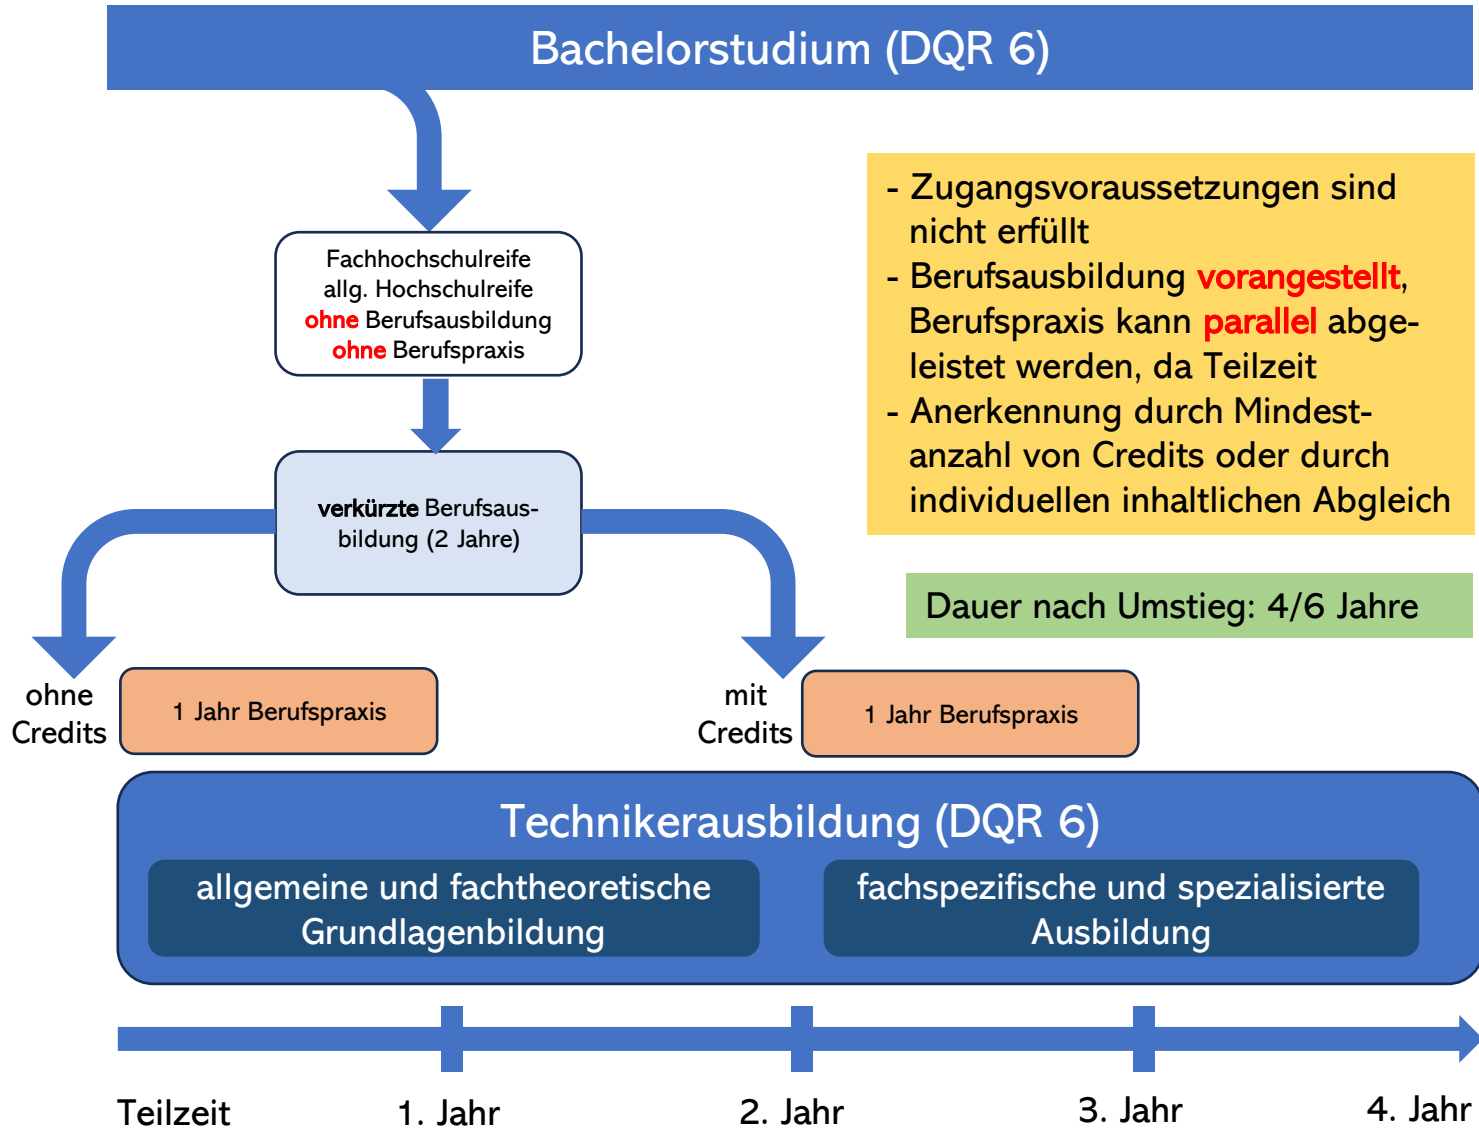 Bachelorstudium (DQR 6)
Fachhochschulreife
allg. Hochschulreife
ohne Berufsausbildung
ohne Berufspraxis
- Zugangsvoraussetzungen sind
nicht erfüllt
- Berufsausbildung vorangestellt,
Berufspraxis kann parallel abge-
leistet werden, da Teilzeit
- Anerkennung durch Mindest-
anzahl von Credits oder durch
individuellen inhaltlichen Abgleich
verkürzte Berufsaus-
bildung (2 Jahre)
Dauer nach Umstieg: 4/6 Jahre
ohne
Credits
1 Jahr Berufspraxis
mit
Credits
1 Jahr Berufspraxis
Technikerausbildung (DQR 6)
allgemeine und fachtheoretische
Grundlagenbildung
fachspezifische und spezialisierte
Ausbildung
Teilzeit
1. Jahr
2. Jahr
3. Jahr
4. Jahr